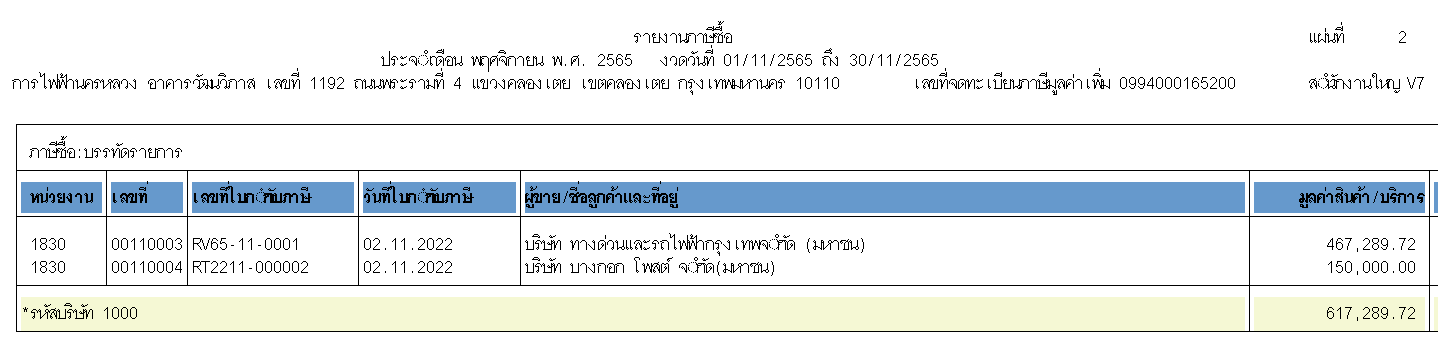 รายงานภาษีซื้อ แผ่นที่ 2
ประจำเดือน พฤศจิกายน พ.ศ. 2565 งวดวันที่ 01/11/2565 ถึง 30/11/2565
การไฟฟ้านครหลวง อาคารวัฒนวิภาส เลขที่ 1192 ถนนพระรามที่ 4 แขวงคลองเตย เขตคลองเตย กรุงเทพมหานคร 10110 เลขที่จดทะเบียนภาษีมูลค่าเพิ่ม 0994000165200 สำนักงานใหญ่ V7
ภาษีซื้อ:บรรทัดรายการ
หน่วยงาน เลขที่ เลขที่ใบกำกับภาษี วันที่ใบกำกับภาษี ผู้ขาย/ชื่อลูกค้าและที่อยู่ มูลค่าสินค้า/บริการ
1830 00110003 RV65-11-0001 02.11.2022 บริษัท ทางด่วนและรถไฟฟ้ากรุงเทพจำกัด (มหาชน) 467,289.72
1830 00110004 RT2211-000002 02.11.2022 บริษัท บางกอก โพสต์ จำกัด(มหาชน) 150,000.00
*รหัสบริษัท 1000 617,289.72